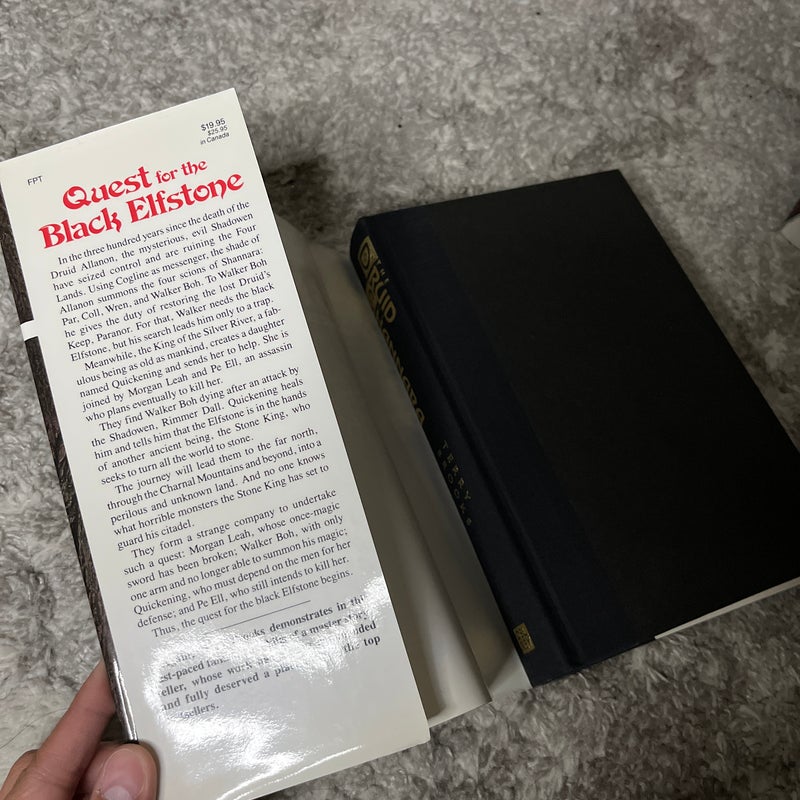 $19.95
$25.95
in Canada
FPT
Quest for the
Black Elfstone
In the three hundred years since the death of the
Druid Allanon, the mysterious, evil Shadowen
have seized control and are ruining the Four
Lands. Using Cogline as messenger, the shade of
Allanon summons the four scions of Shannara:
Par, Coll, Wren, and Walker Boh. To Walker Boh
he gives the duty of restoring the lost Druid's
Keep, Paranor. For that, Walker needs the black
Elfstone, but his search leads him only to a trap.
Meanwhile, the King of the Silver River, a fab-
ulous being as old as mankind, creates a daughter
named Quickening and sends her to help. She is
joined by Morgan Leah and Pe Ell, an assassin
who plans eventually to kill her.
They find Walker Boh dying after an attack by
the Shadowen, Rimmer Dall. Quickening heals
him and tells him that the Elfstone is in the hands
of another ancient being, the Stone King, who
seeks to turn all the world to stone.
The journey will lead them to the far north,
through the Charnal Mountains and beyond, into a
perilous and unknown land. And no one knows
what horrible monsters the Stone King has set to
guard his citadel.
They form a strange company to undertake
such a quest: Morgan Leah, whose once-magic
sword has been broken; Walker Boh, with only
one arm and no longer able to summon his magic;
Quickening, who must depend on the men for her
defense; and Pe Ell, who still intends to kill her.
Thus, the quest for the black Elfstone begins.
demonstrates in this
of a master story-
eller, whose work
and fully deserved a the top
THE
DRUID
OF
SHANNARA
TERRY
BROOKS